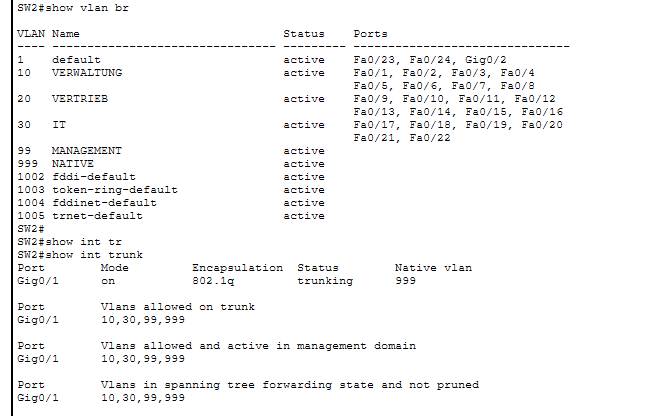 SW2#show vlan br
VLAN Name Status Ports
---- -------------------------------- --------- -------------------------------
1 default active Fa0/23, Fa0/24, Gig0/2
10 VERWALTUNG active Fa0/1, Fa0/2, Fa0/3, Fa0/4
Fa0/5, Fa0/6, Fa0/7, Fa0/8
20 VERTRIEB active Fa0/9, Fa0/10, Fa0/11, Fa0/12
Fa0/13, Fa0/14, Fa0/15, Fa0/16
30 IT active Fa0/17, Fa0/18, Fa0/19, Fa0/20
Fa0/21, Fa0/22
99 MANAGEMENT active
999 NATIVE active
1002 fddi-default active
1003 token-ring-default active
1004 fddinet-default active
1005 trnet-default active
SW2#
SW2#show int tr
SW2#show int trunk
Port Mode Encapsulation Status Native vlan
Gig0/1 on 802.1q trunking 999
Port Vlans allowed on trunk
Gig0/1 10,30,99,999
Port Vlans allowed and active in management domain
Gig0/1 10,30,99,999
Port Vlans in spanning tree forwarding state and not pruned
Gig0/1 10,30,99,999